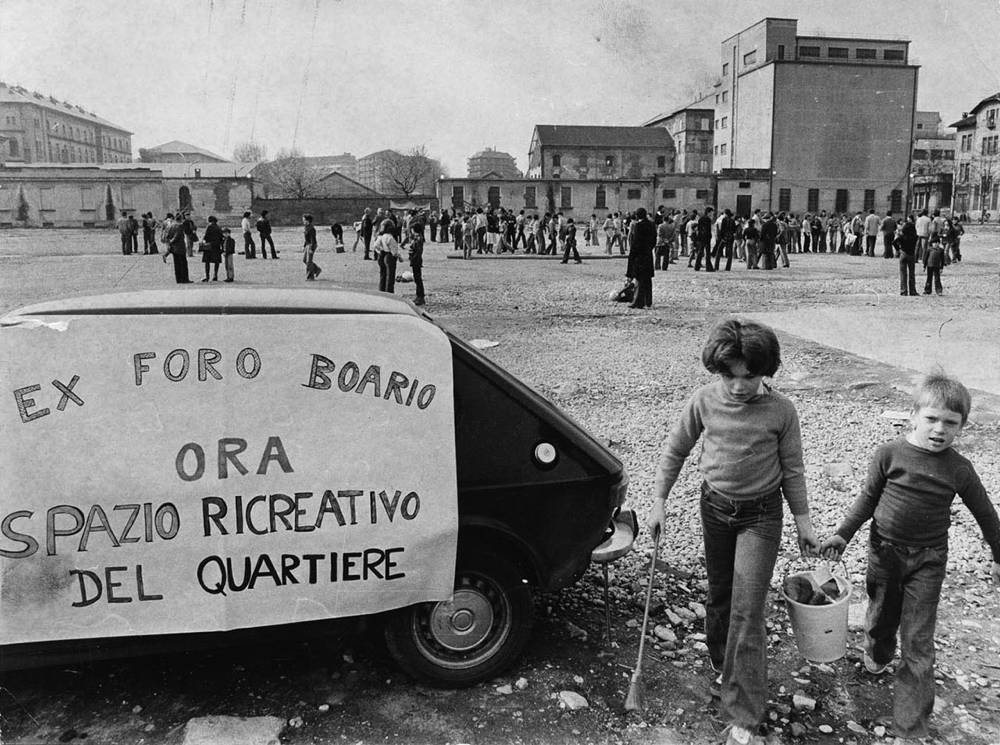 EX FORO BOARIO
ORA
SPAZIO RICREATIVO
DEL QUARTIERE